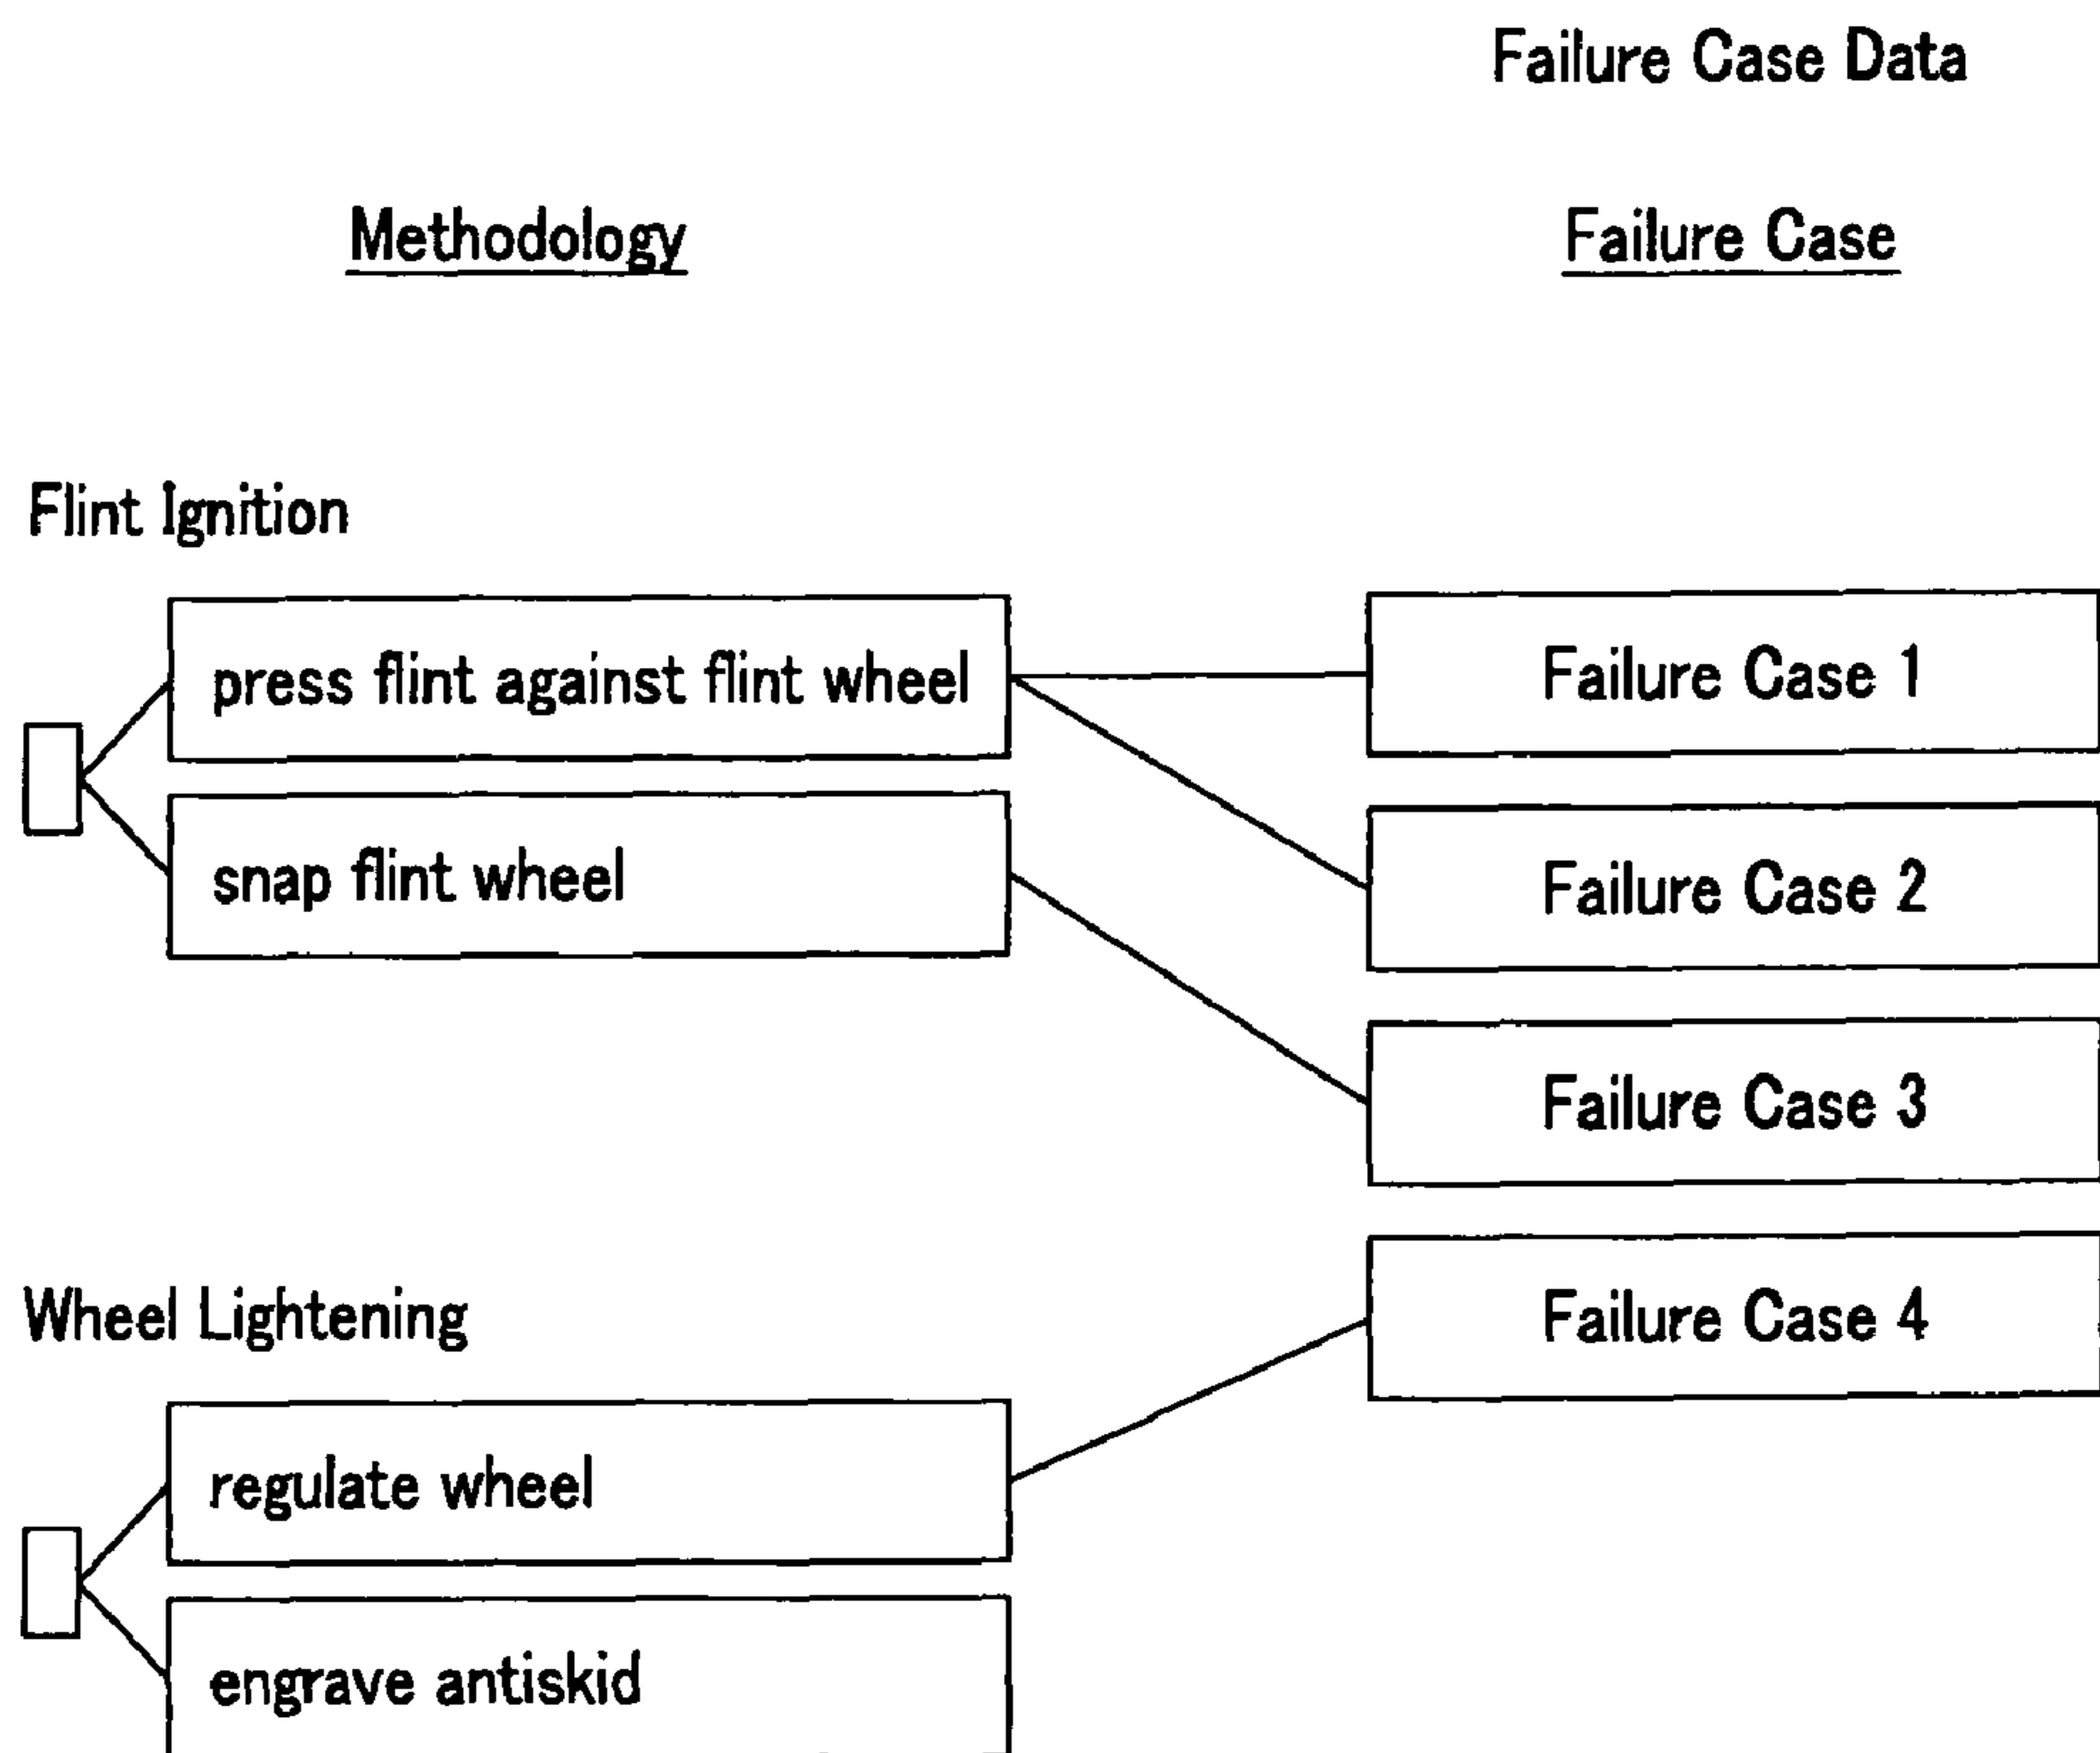 Failure Case Data
Methodology
Failure Case
Flint Ignition
press flint against flint wheel
Failure Case 1
snap flint wheel
Failure Case 2
Failure Case 3
Wheel Lightening
Failure Case 4
regulate wheel
engrave antiskid